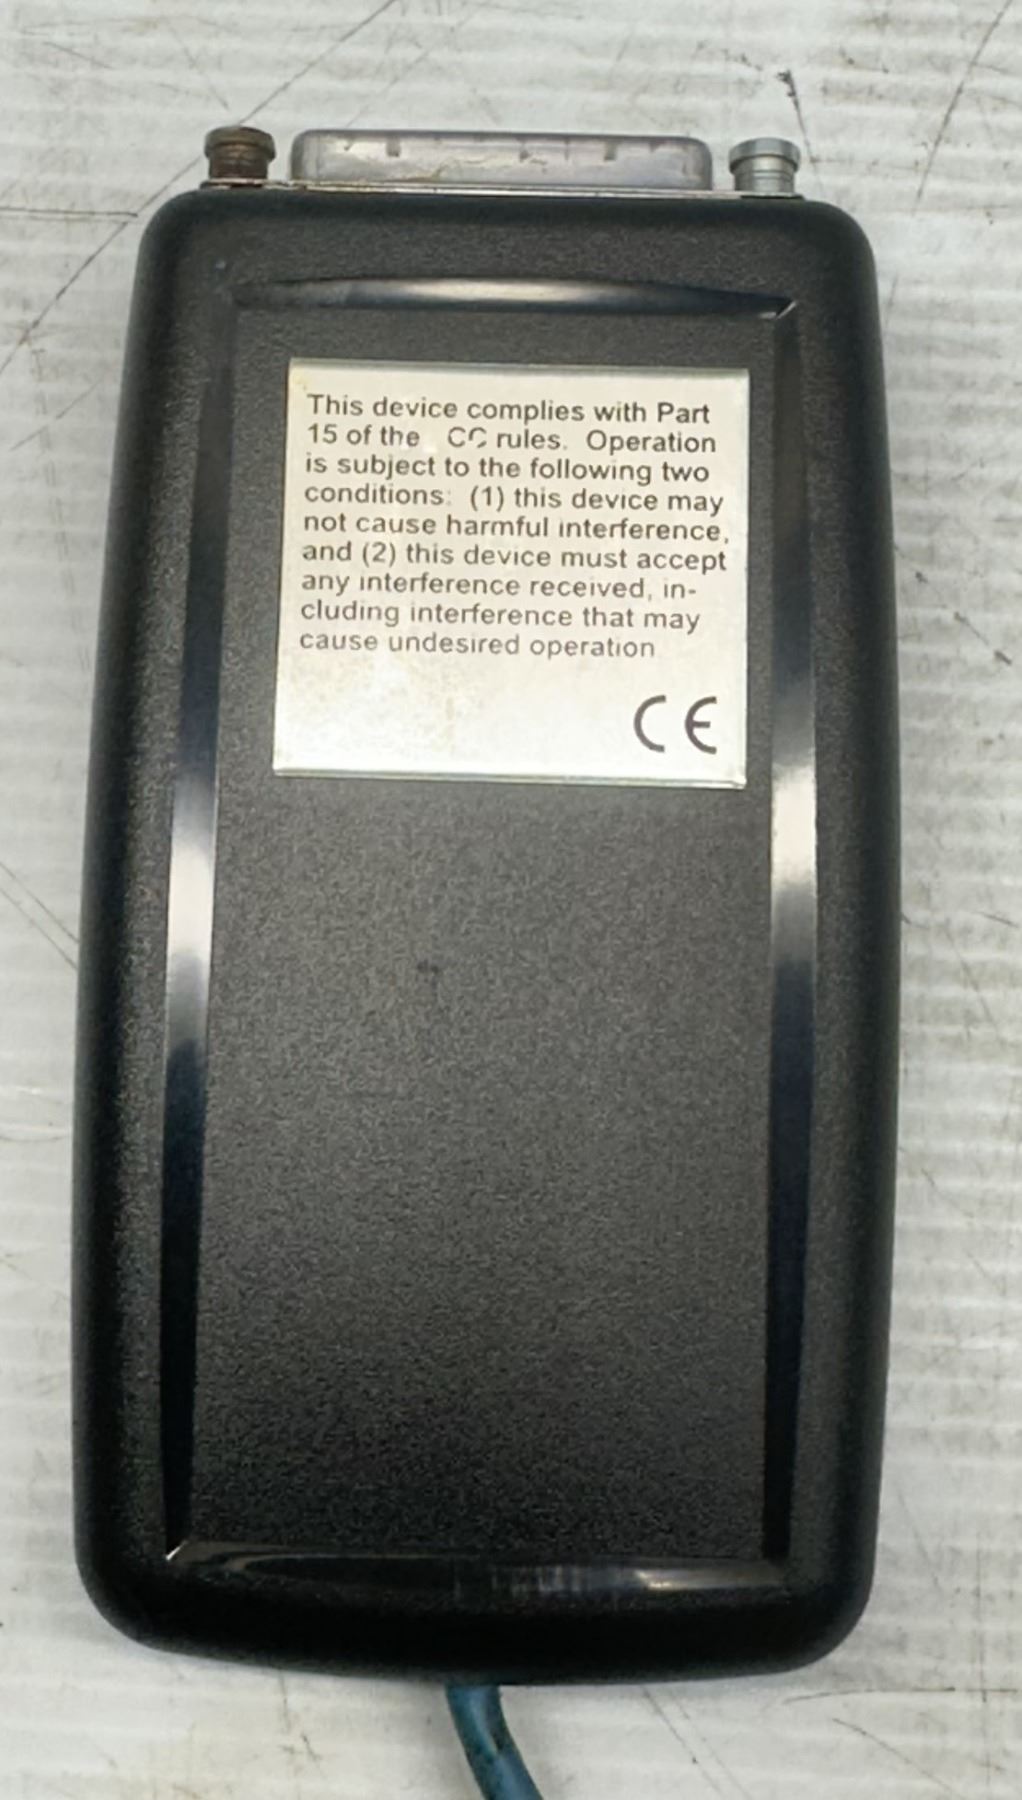 This device complies with Part
15 of the CC rules. Operation
is subject to the following two
conditions: (1) this device may
not cause harmful interference,
and (2) this device must accept
any interference received, in-
cluding interference that may
cause undesired operation
CE